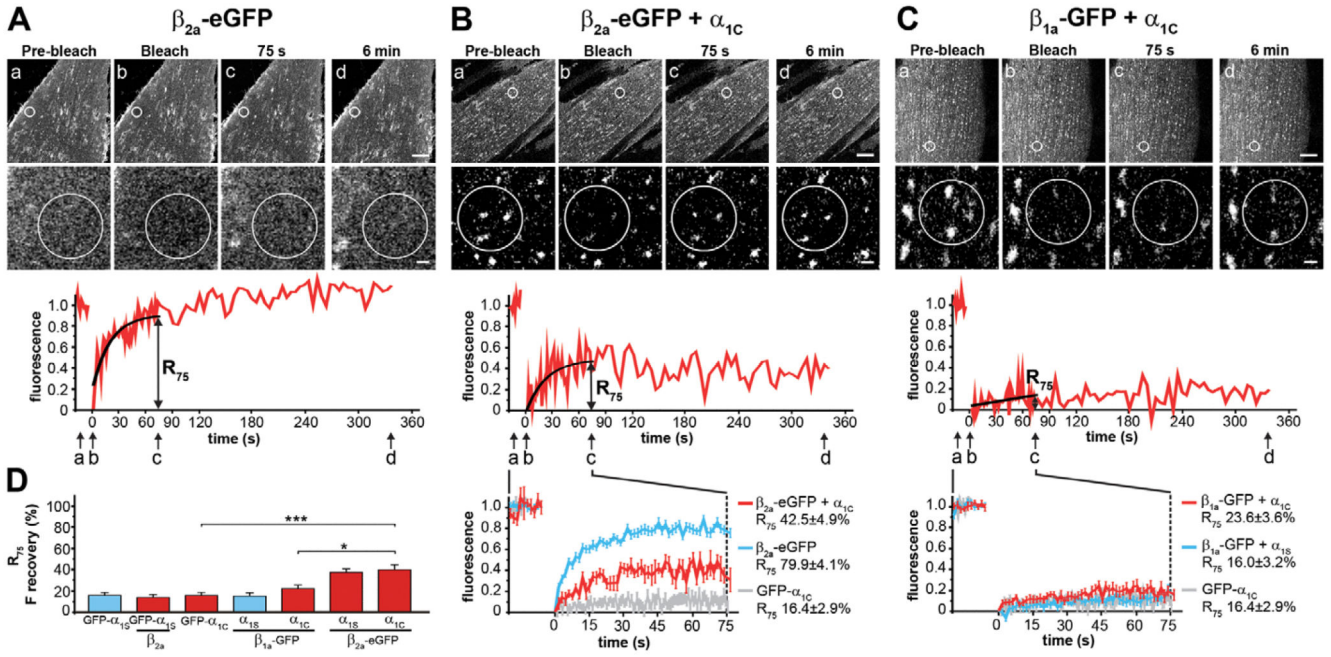 A
β2a-eGFP
Pre-bleach Bleach 75 s 6 min
a b c d
fluorescence
1.0
0.8
0.6
0.4
0.2
0
R75
0 30 60 90 120 180 240 300 360
time (s)
a b c d
B
β2a-eGFP + α1C
Pre-bleach Bleach 75 s 6 min
a b c d
fluorescence
1.0
0.8
0.6
0.4
0.2
0
R75
0 30 60 90 120 180 240 300 360
time (s)
a b c d
fluorescence
1.0
0.8
0.6
0.4
0.2
0
0 15 30 45 60 75
time (s)
β2a-eGFP + α1C
R75 42.5±4.9%
β2a-eGFP
R75 79.9±4.1%
GFP-α1C
R75 16.4±2.9%
C
β1a-GFP + α1C
Pre-bleach Bleach 75 s 6 min
a b c d
fluorescence
1.0
0.8
0.6
0.4
0.2
0
R75
0 30 60 90 120 180 240 300 360
time (s)
a b c d
fluorescence
1.0
0.8
0.6
0.4
0.2
0
0 15 30 45 60 75
time (s)
β1a-GFP + α1C
R75 23.6±3.6%
β1a-GFP + α1S
R75 16.0±3.2%
GFP-α1C
R75 16.4±2.9%
D
R75
F recovery (%)
100
80
60
40
20
0
***
*
GFP-α1S GFP-α1S GFP-α1C α1S α1C α1S α1C
β2a β1a-GFP β2a-eGFP